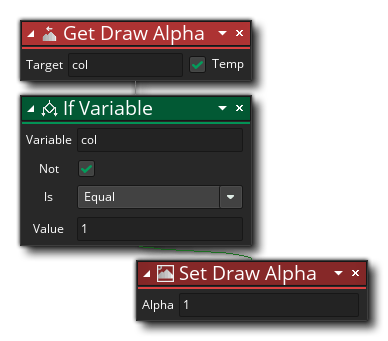 Get Draw Alpha
Target col Temp
If Variable
Variable col
Not
Is Equal
Value 1
Set Draw Alpha
Alpha 1